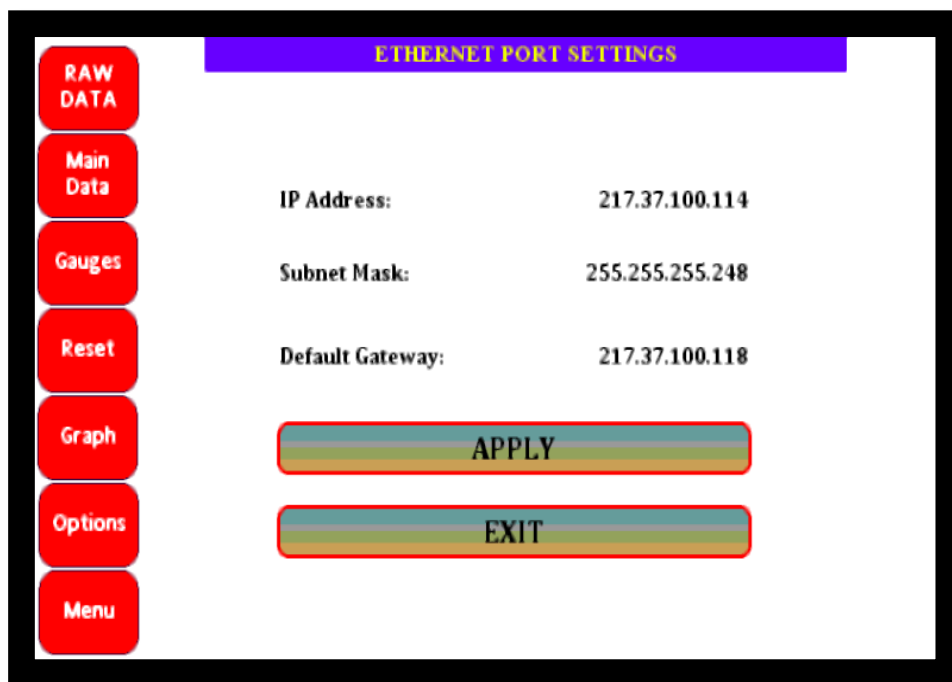 ETHERNET PORT SETTINGS
RAW
DATA
Main
Data
Gauges
Reset
Graph
Options
Menu
IP Address: 217.37.100.114
Subnet Mask: 255.255.255.248
Default Gateway: 217.37.100.118
APPLY
EXIT